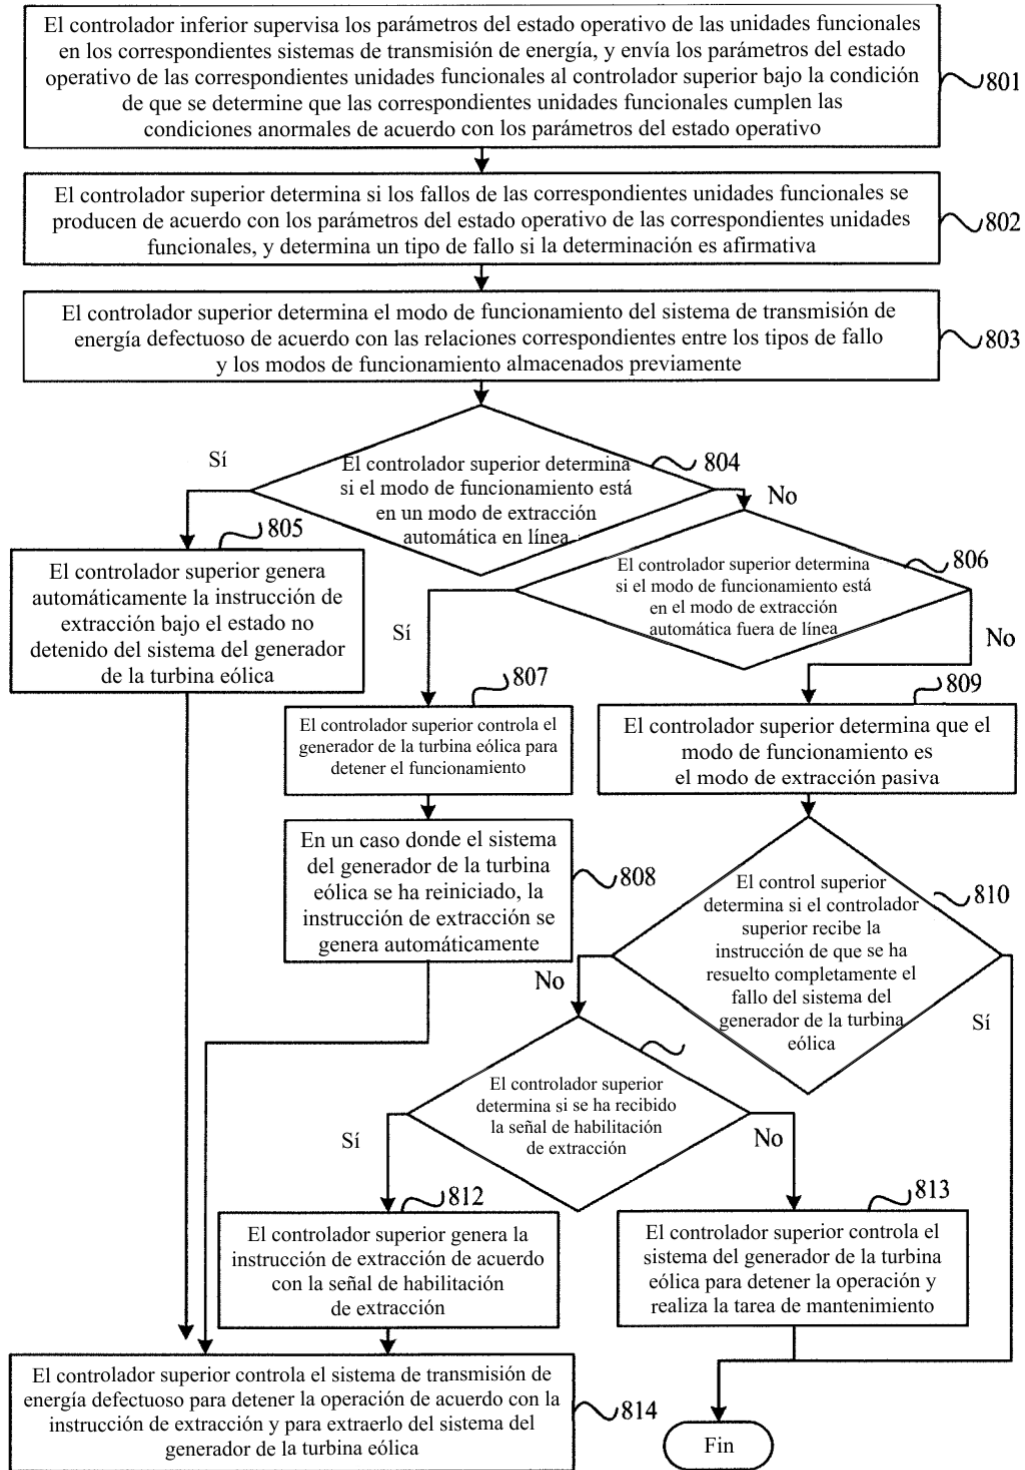 El controlador inferior supervisa los parámetros del estado operativo de las unidades funcionales
en los correspondientes sistemas de transmisión de energía, y envía los parámetros del estado
operativo de las correspondientes unidades funcionales al controlador superior bajo la condición
de que se determine que las correspondientes unidades funcionales cumplen las
condiciones anormales de acuerdo con los parámetros del estado operativo
801
El controlador superior determina si los fallos de las correspondientes unidades funcionales se
producen de acuerdo con los parámetros del estado operativo de las correspondientes unidades
funcionales, y determina un tipo de fallo si la determinación es afirmativa
802
El controlador superior determina el modo de funcionamiento del sistema de transmisión de
energía defectuoso de acuerdo con las relaciones correspondientes entre los tipos de fallo
y los modos de funcionamiento almacenados previamente
803
Sí
El controlador superior determina
si el modo de funcionamiento está
en un modo de extracción
automática en línea
804
No
805
El controlador superior genera
automáticamente la instrucción de
extracción bajo el estado no
detenido del sistema del generador
de la turbina eólica
El controlador superior determina
si el modo de funcionamiento está
en el modo de extracción
automática fuera de línea
806
Sí
No
807
El controlador superior controla el
generador de la turbina eólica para
detener el funcionamiento
809
El controlador superior determina que el
modo de funcionamiento es
el modo de extracción pasiva
En un caso donde el sistema
del generador de la turbina
eólica se ha reiniciado, la
instrucción de extracción se
genera automáticamente
808
El control superior
determina si el controlador
superior recibe la
instrucción de que se ha
resuelto completamente el
fallo del sistema del
generador de la turbina
eólica
810
No
Sí
El controlador superior
determina si se ha recibido
la señal de habilitación
de extracción
Sí
No
812
El controlador superior genera la
instrucción de extracción de acuerdo
con la señal de habilitación
de extracción
813
El controlador superior controla el
sistema del generador de la turbina
eólica para detener la operación y
realiza la tarea de mantenimiento
El controlador superior controla el sistema de transmisión de
energía defectuoso para detener la operación de acuerdo con la
instrucción de extracción y para extraerlo del sistema del
generador de la turbina eólica
814
Fin